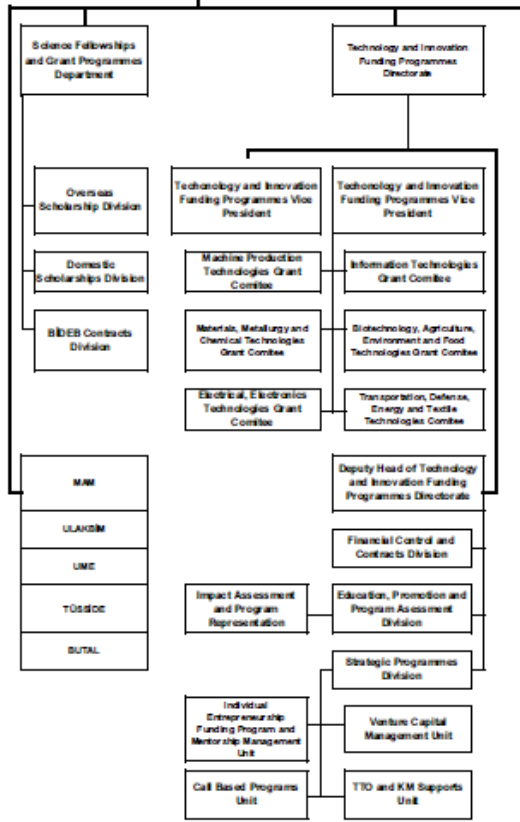 Science Fellowships
and Grant Programmes
Department
Technology and Innovation
Funding Programmes
Directorate
Overseas
Scholarship Division
Domestic
Scholarships Division
BİDEB Contracts
Division
Techonology and Innovation
Funding Programmes Vice
President
Techonology and Innovation
Funding Programmes Vice
President
Machine Production
Technologies Grant
Comitee
Information Technologies
Grant Comitee
Materials, Metallurgy and
Chemical Technologies
Grant Comitee
Biotechnology, Agriculture,
Environment and Food
Technologies Grant Comitee
Electrical, Electronics
Technologies Grant
Comitee
Transportation, Defense,
Energy and Textile
Technologies Comitee
MAM
ULAKBİM
UME
TÜSSİDE
BUTAL
Deputy Head of Technology
and Innovation Funding
Programmes Directorate
Financial Control and
Contracts Division
Impact Assessment
and Program
Representation
Education, Promotion and
Program Asessment
Division
Strategic Programmes
Division
Individual
Entrepreneurship
Funding Program and
Mentorship Management
Unit
Venture Capital
Management Unit
Call Based Programs
Unit
TTO and KM Supports
Unit